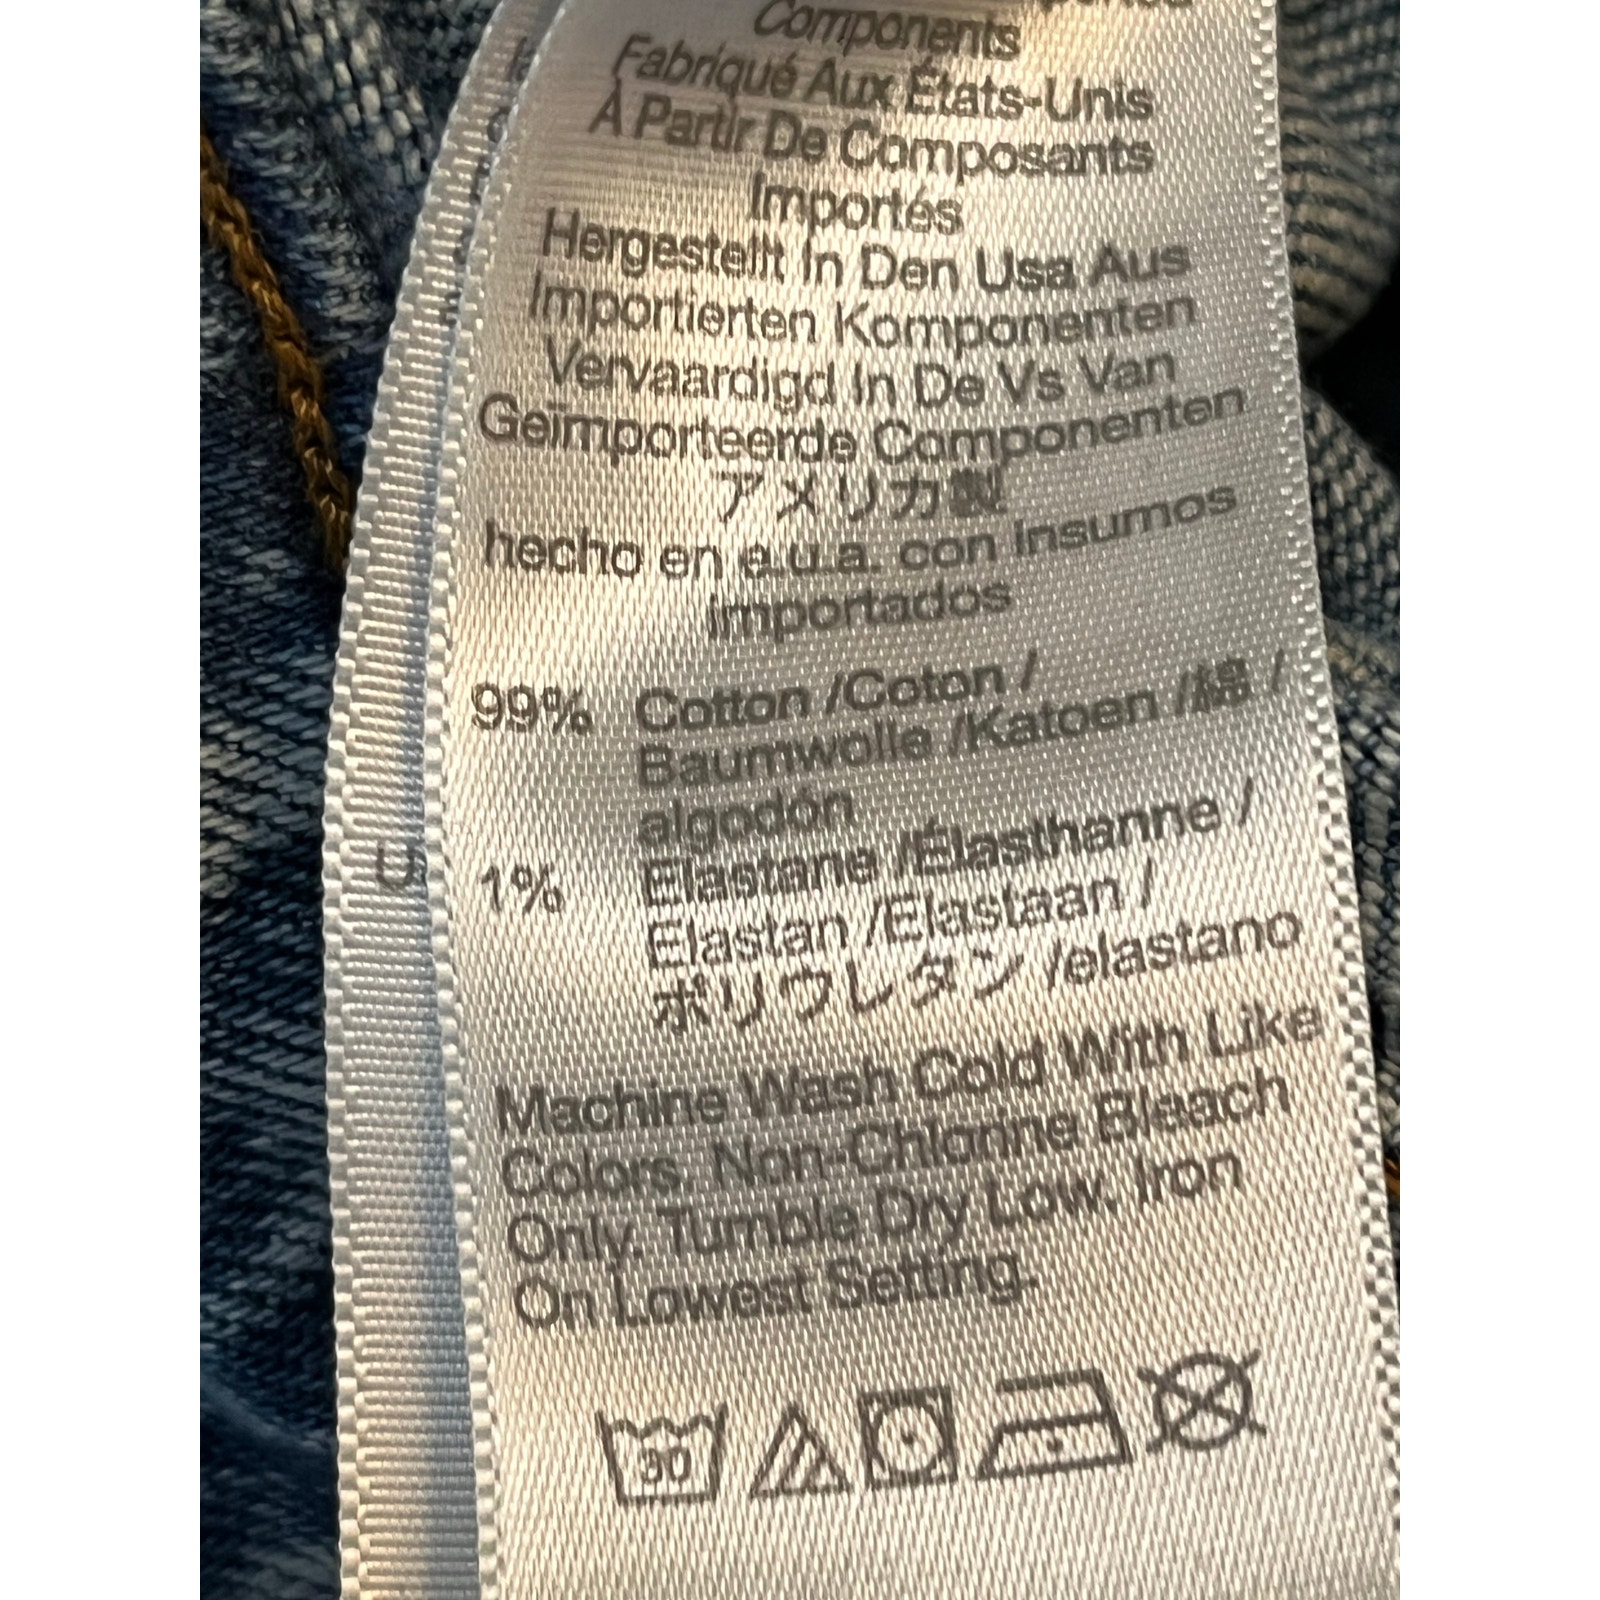 Components
Fabriqué Aux États-Unis
À Partir De Composants
Importés
Hergestellt In Den Usa Aus
Importierten Komponenten
Vervaardigd In De Vs Van
Geïmporteerde Componenten
アメリカ製
hecho en e.u.a. con insumos
importados
99% Cotton /Coton /
Baumwolle /Katoen /綿 /
algodón
1% Elastane /Élasthanne /
Elastan /Elastaan /
ポリウレタン /elastano
Machine Wash Cold With Like
Colors. Non-Chlorine Bleach
Only. Tumble Dry Low. Iron
On Lowest Setting.
30